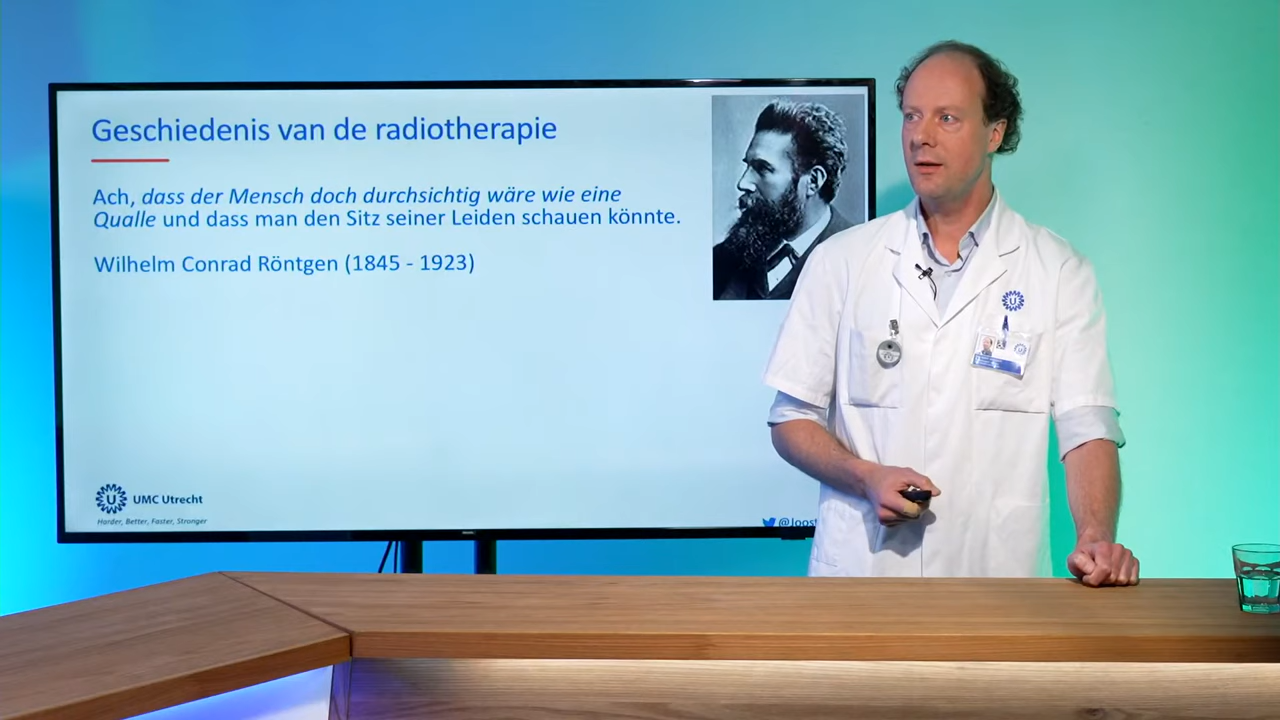 Geschiedenis van de radiotherapie
Ach, dass der Mensch doch durchsichtig wäre wie eine
Qualle und dass man den Sitz seiner Leiden schauen könnte.
Wilhelm Conrad Röntgen (1845 - 1923)
U UMC Utrecht
Harder, Better, Faster, Stronger
@Joost
U